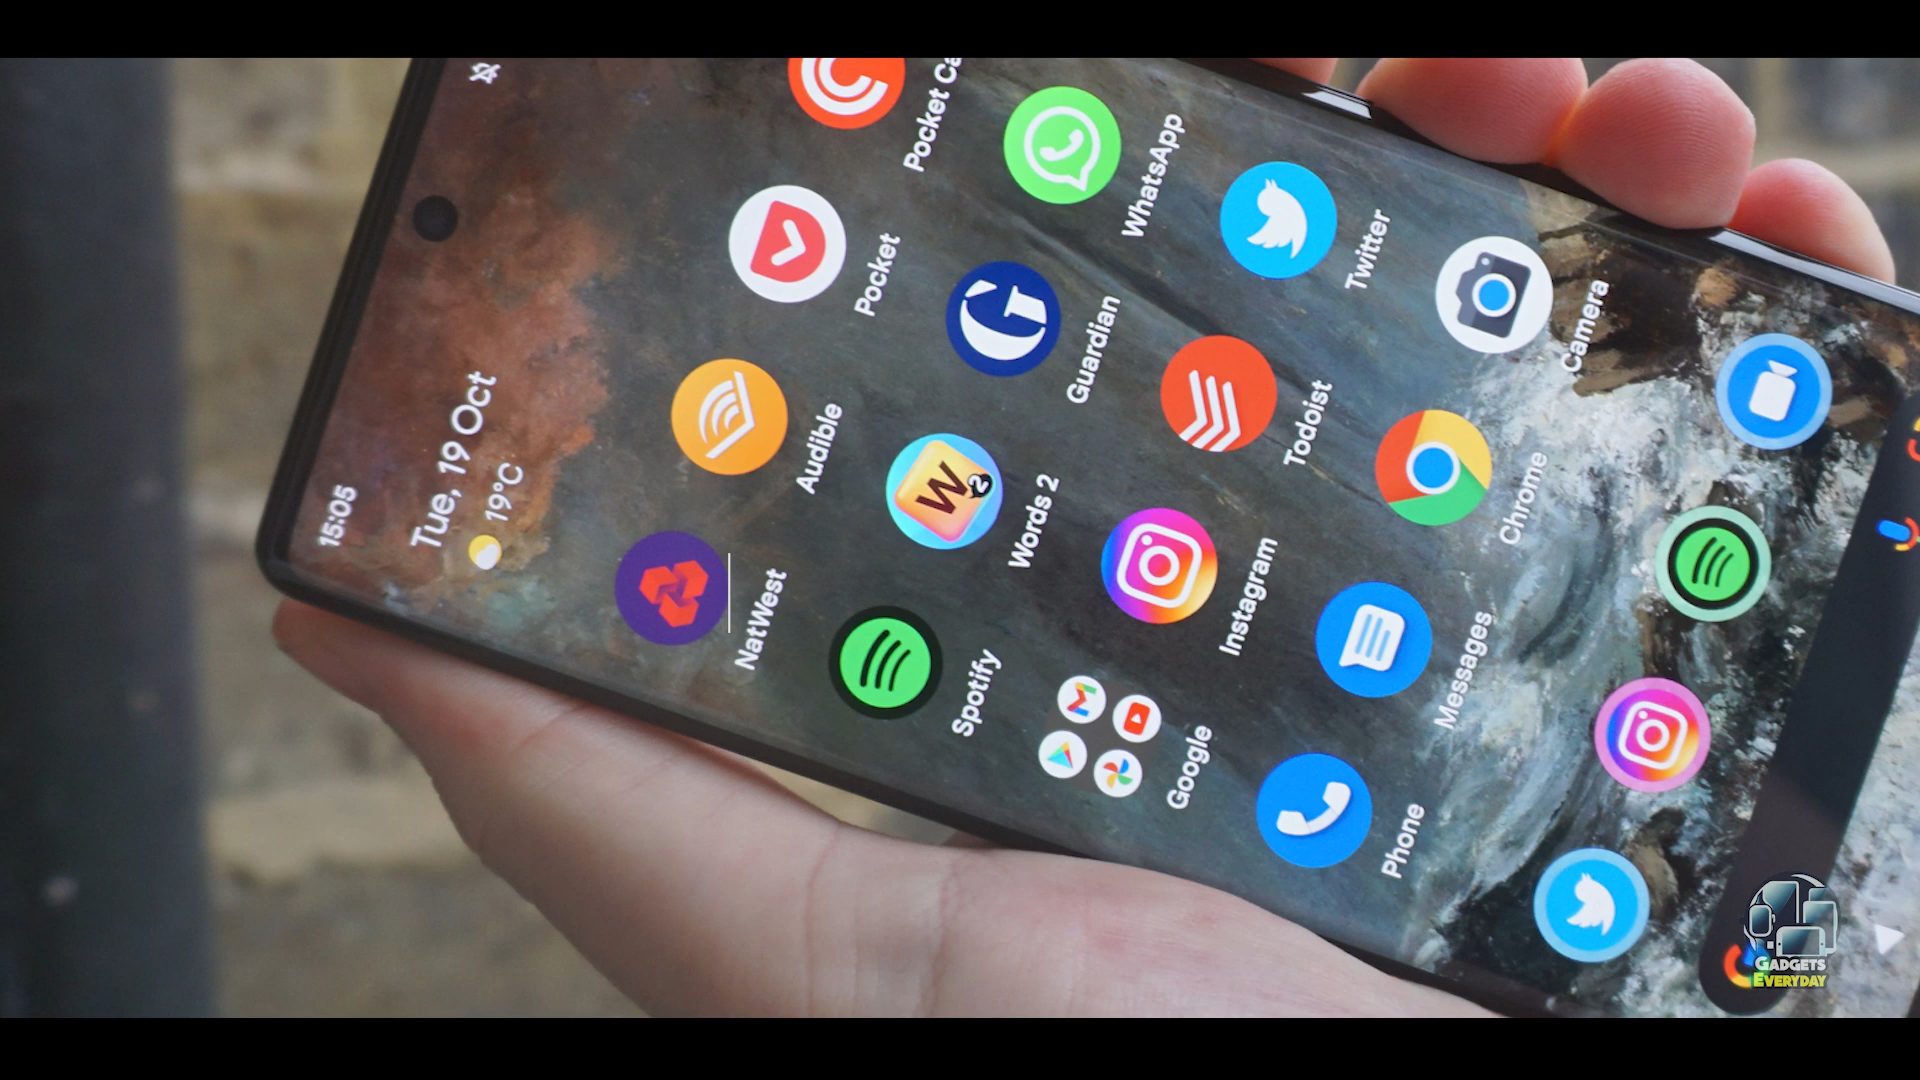 15:05
Tue, 19 Oct
19°C
NatWest
Audible
Pocket
Pocket Ca
Spotify
Words 2
Guardian
WhatsApp
Google
Instagram
Todoist
Twitter
Phone
Messages
Chrome
Camera
GADGETS
EVERYDAY